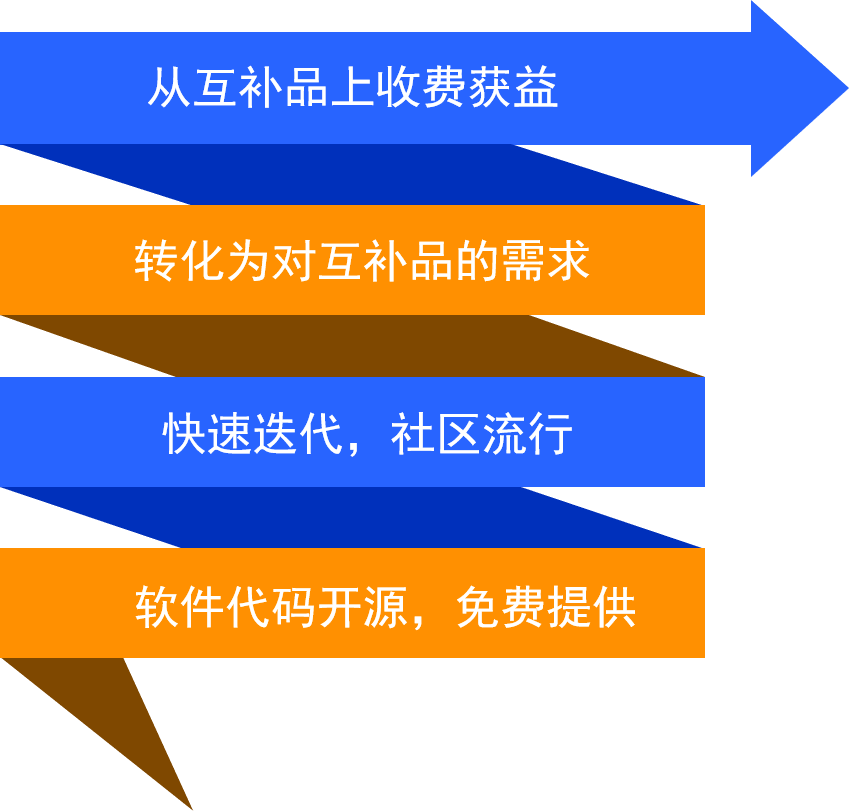 从互补品上收费获益
转化为对互补品的需求
快速迭代，社区流行
软件代码开源，免费提供